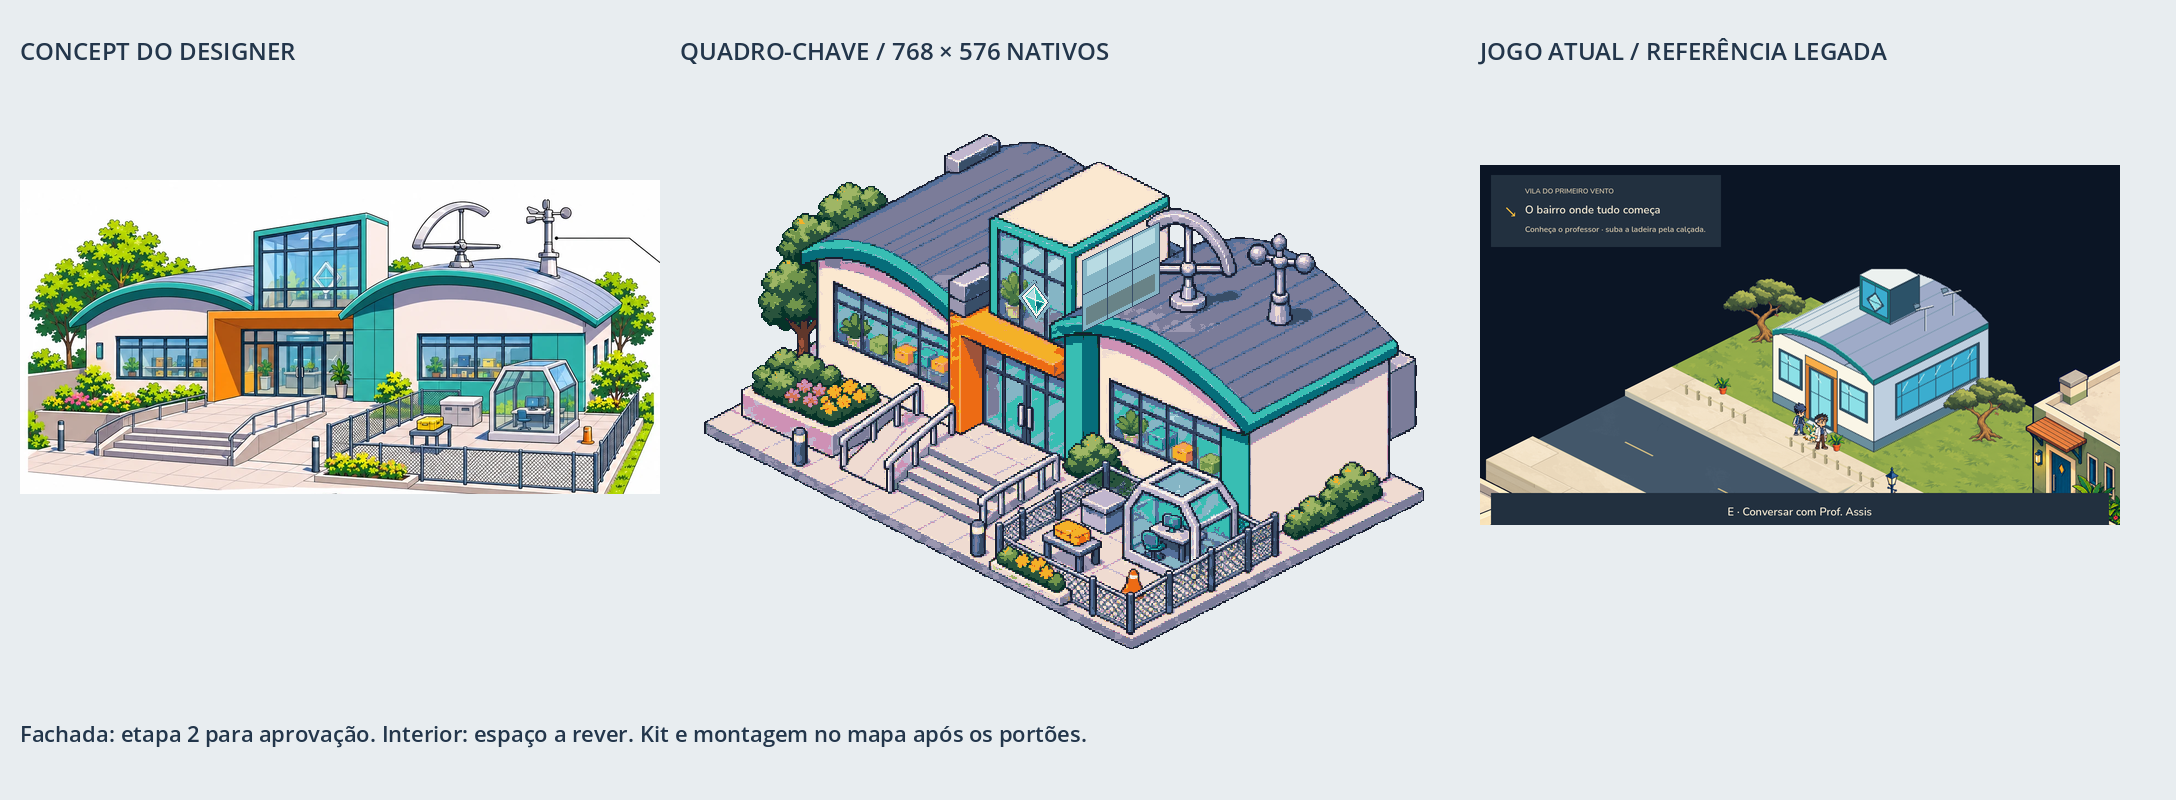 CONCEPT DO DESIGNER
QUADRO-CHAVE / 768 × 576 NATIVOS
JOGO ATUAL / REFERÊNCIA LEGADA
VILA DO PRIMEIRO VENTO
O bairro onde tudo começa
Conheça o professor · suba a ladeira pela calçada.
E · Conversar com Prof. Assis
Fachada: etapa 2 para aprovação. Interior: espaço a rever. Kit e montagem no mapa após os portões.